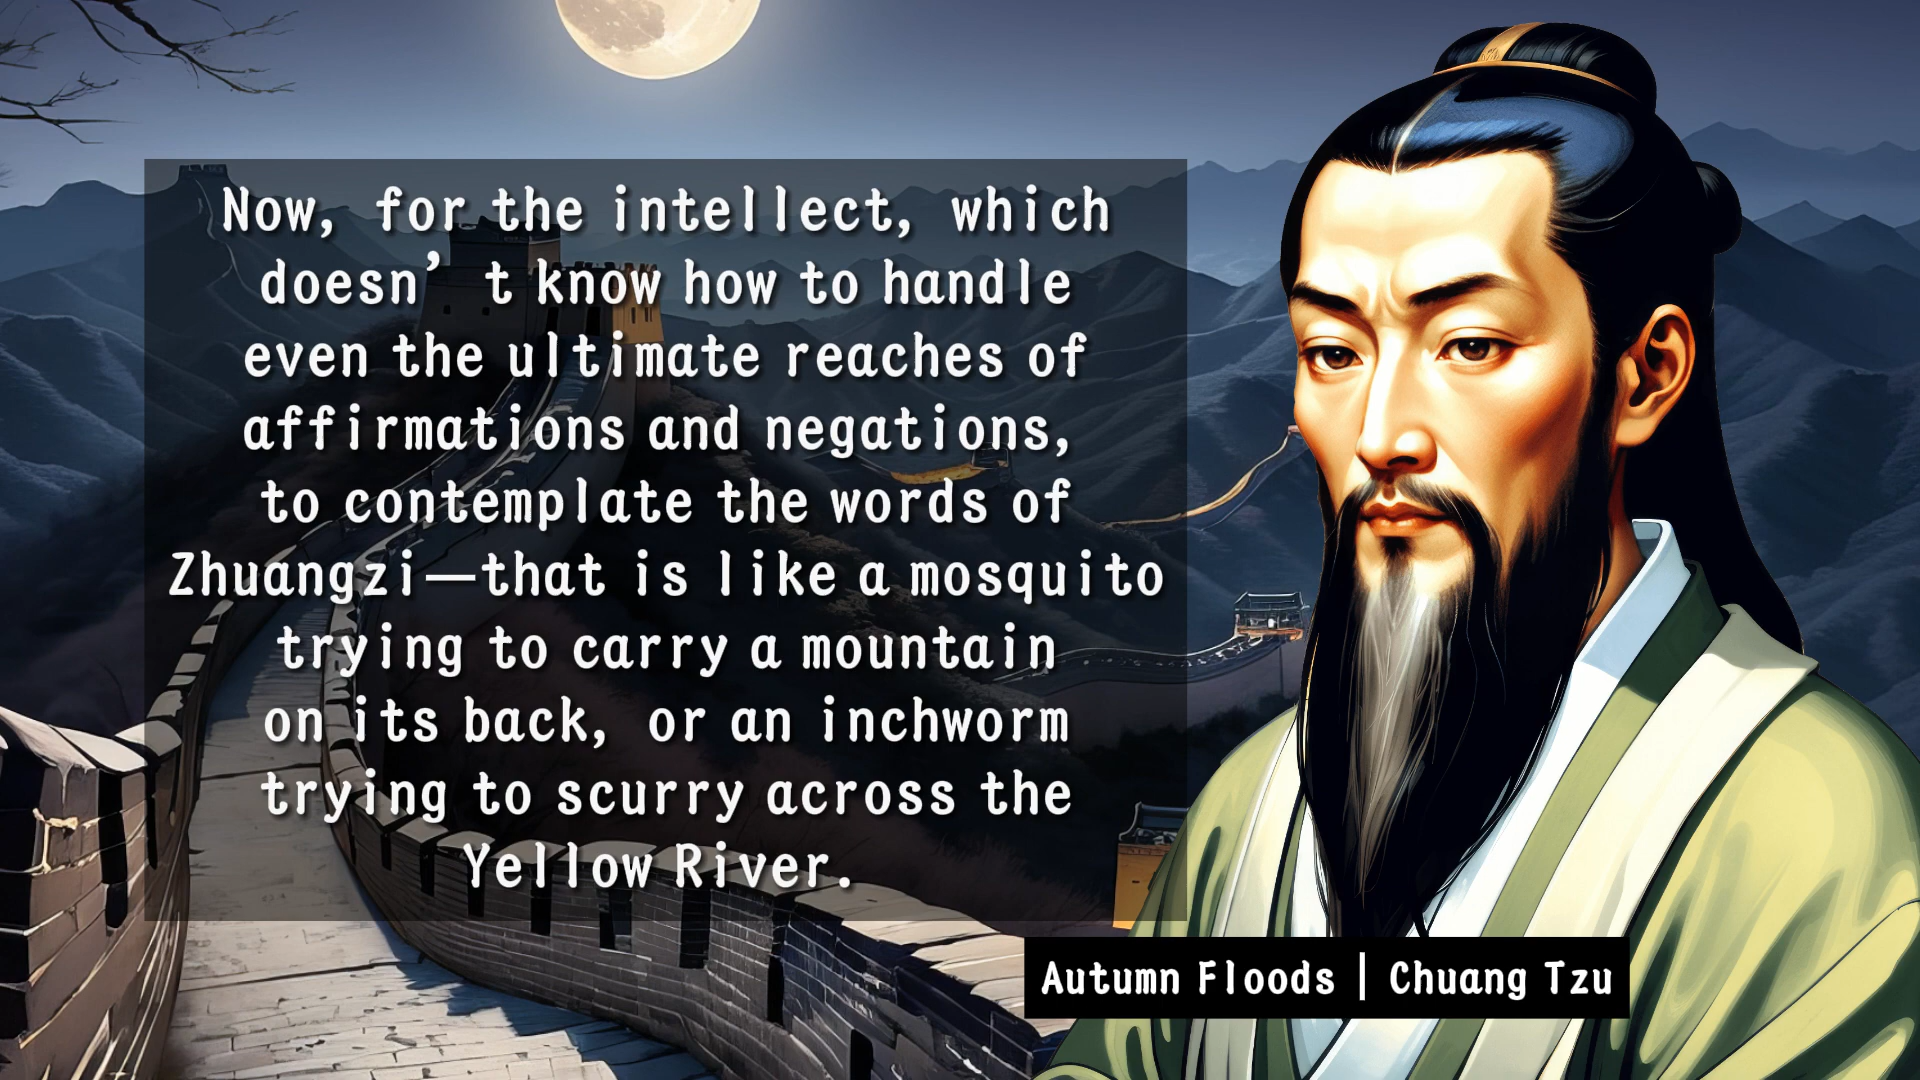 Now, for the intellect, which
doesn’t know how to handle
even the ultimate reaches of
affirmations and negations,
to contemplate the words of
Zhuangzi—that is like a mosquito
trying to carry a mountain
on its back, or an inchworm
trying to scurry across the
Yellow River.
Autumn Floods | Chuang Tzu